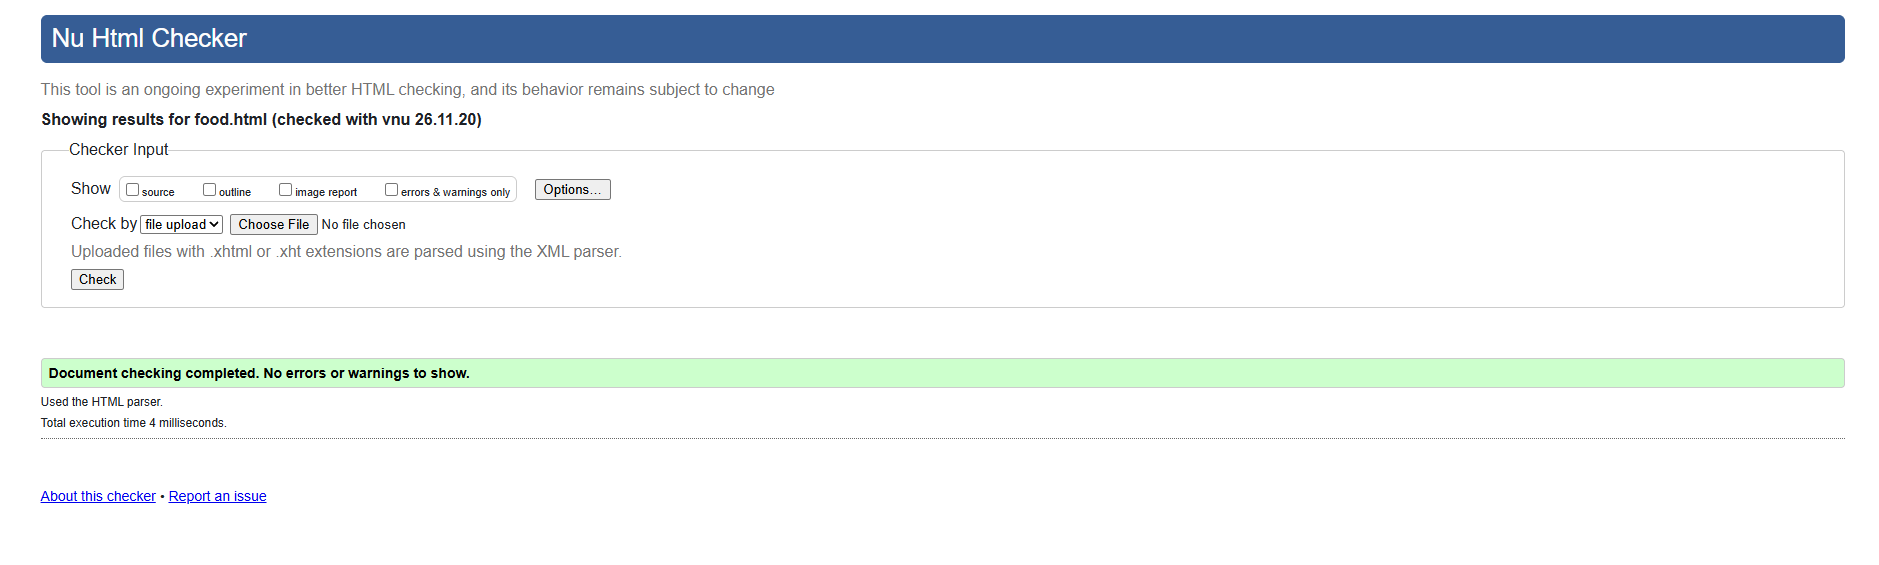 Nu Html Checker
This tool is an ongoing experiment in better HTML checking, and its behavior remains subject to change
Showing results for food.html (checked with vnu 26.11.20)
Checker Input
Show source outline image report errors & warnings only Options...
Check by file upload Choose File No file chosen
Uploaded files with .xhtml or .xht extensions are parsed using the XML parser.
Check
Document checking completed. No errors or warnings to show.
Used the HTML parser.
Total execution time 4 milliseconds.
About this checker • Report an issue